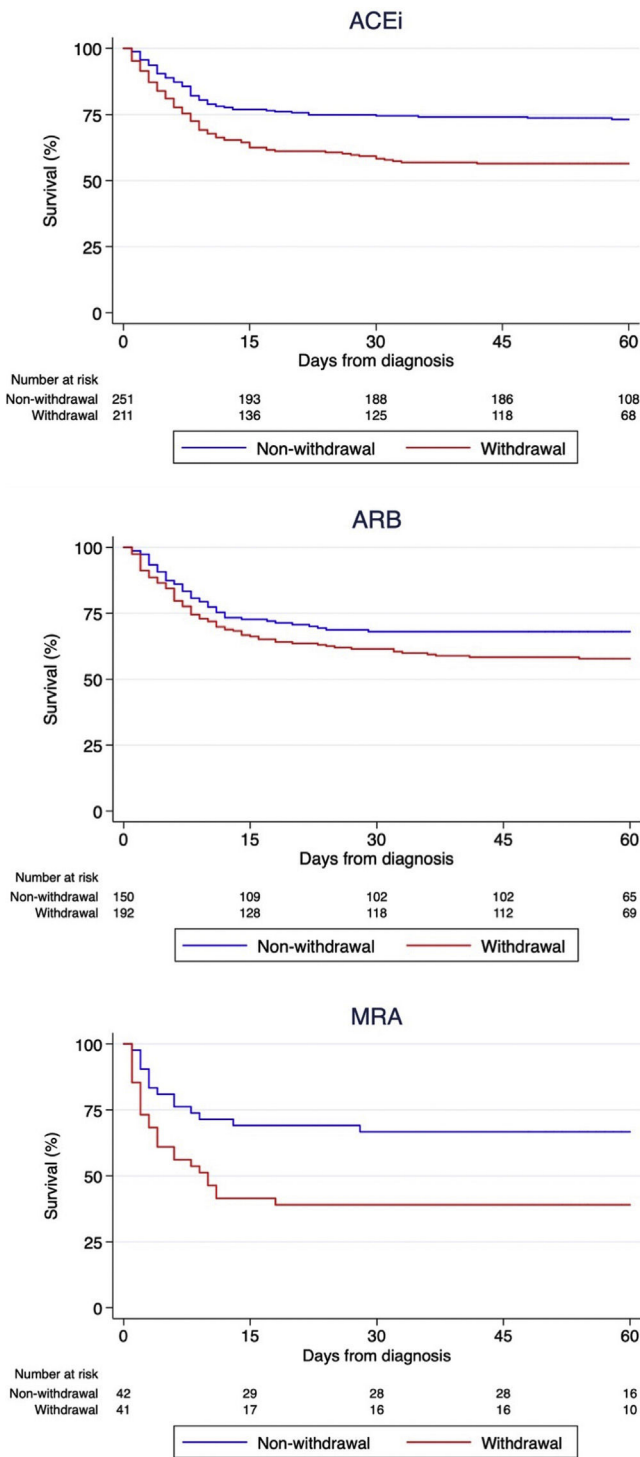 ACEi
100
75
50
25
0
Survival (%)
0 15 30 45 60
Days from diagnosis
Number at risk
Non-withdrawal 251 193 188 186 108
Withdrawal 211 136 125 118 68
Non-withdrawal Withdrawal
ARB
100
75
50
25
0
Survival (%)
0 15 30 45 60
Days from diagnosis
Number at risk
Non-withdrawal 150 109 102 102 65
Withdrawal 192 128 118 112 69
Non-withdrawal Withdrawal
MRA
100
75
50
25
0
Survival (%)
0 15 30 45 60
Days from diagnosis
Number at risk
Non-withdrawal 42 29 28 28 16
Withdrawal 41 17 16 16 10
Non-withdrawal Withdrawal